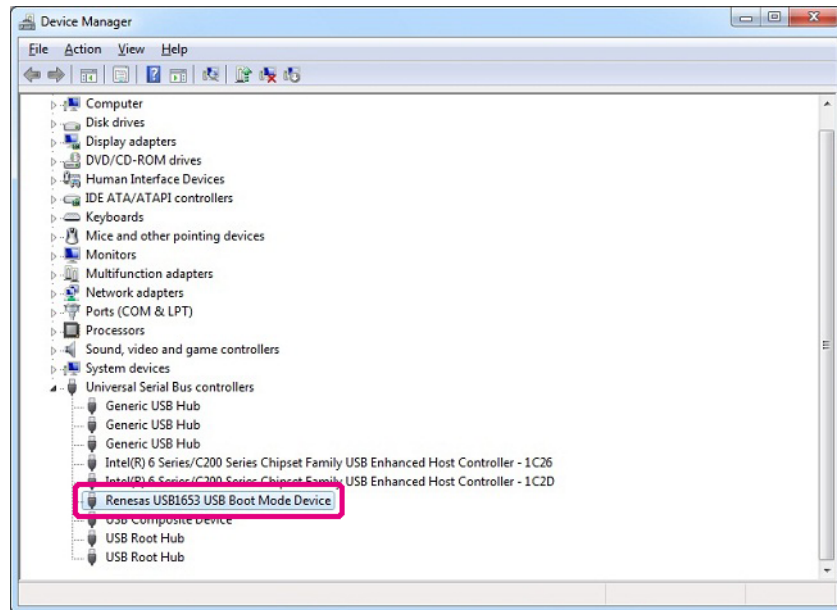 Device Manager
File Action View Help
Computer
Disk drives
Display adapters
DVD/CD-ROM drives
Human Interface Devices
IDE ATA/ATAPI controllers
Keyboards
Mice and other pointing devices
Monitors
Multifunction adapters
Network adapters
Ports (COM & LPT)
Processors
Sound, video and game controllers
System devices
Universal Serial Bus controllers
Generic USB Hub
Generic USB Hub
Generic USB Hub
Intel(R) 6 Series/C200 Series Chipset Family USB Enhanced Host Controller - 1C26
Intel(R) 6 Series/C200 Series Chipset Family USB Enhanced Host Controller - 1C2D
Renesas USB1653 USB Boot Mode Device
USB Composite Device
USB Root Hub
USB Root Hub